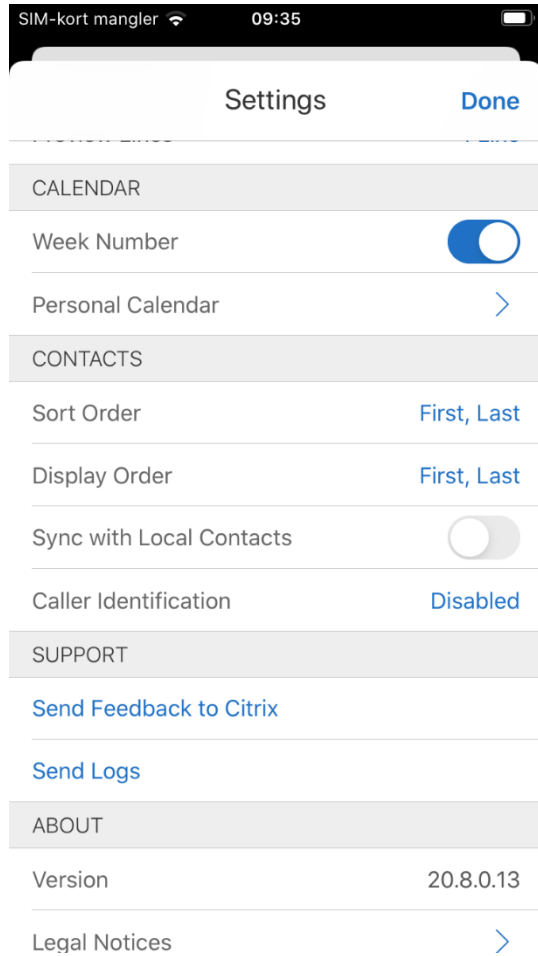 SIM-kort mangler 09:35
Settings Done
CALENDAR
Week Number
Personal Calendar
CONTACTS
Sort Order First, Last
Display Order First, Last
Sync with Local Contacts
Caller Identification Disabled
SUPPORT
Send Feedback to Citrix
Send Logs
ABOUT
Version 20.8.0.13
Legal Notices